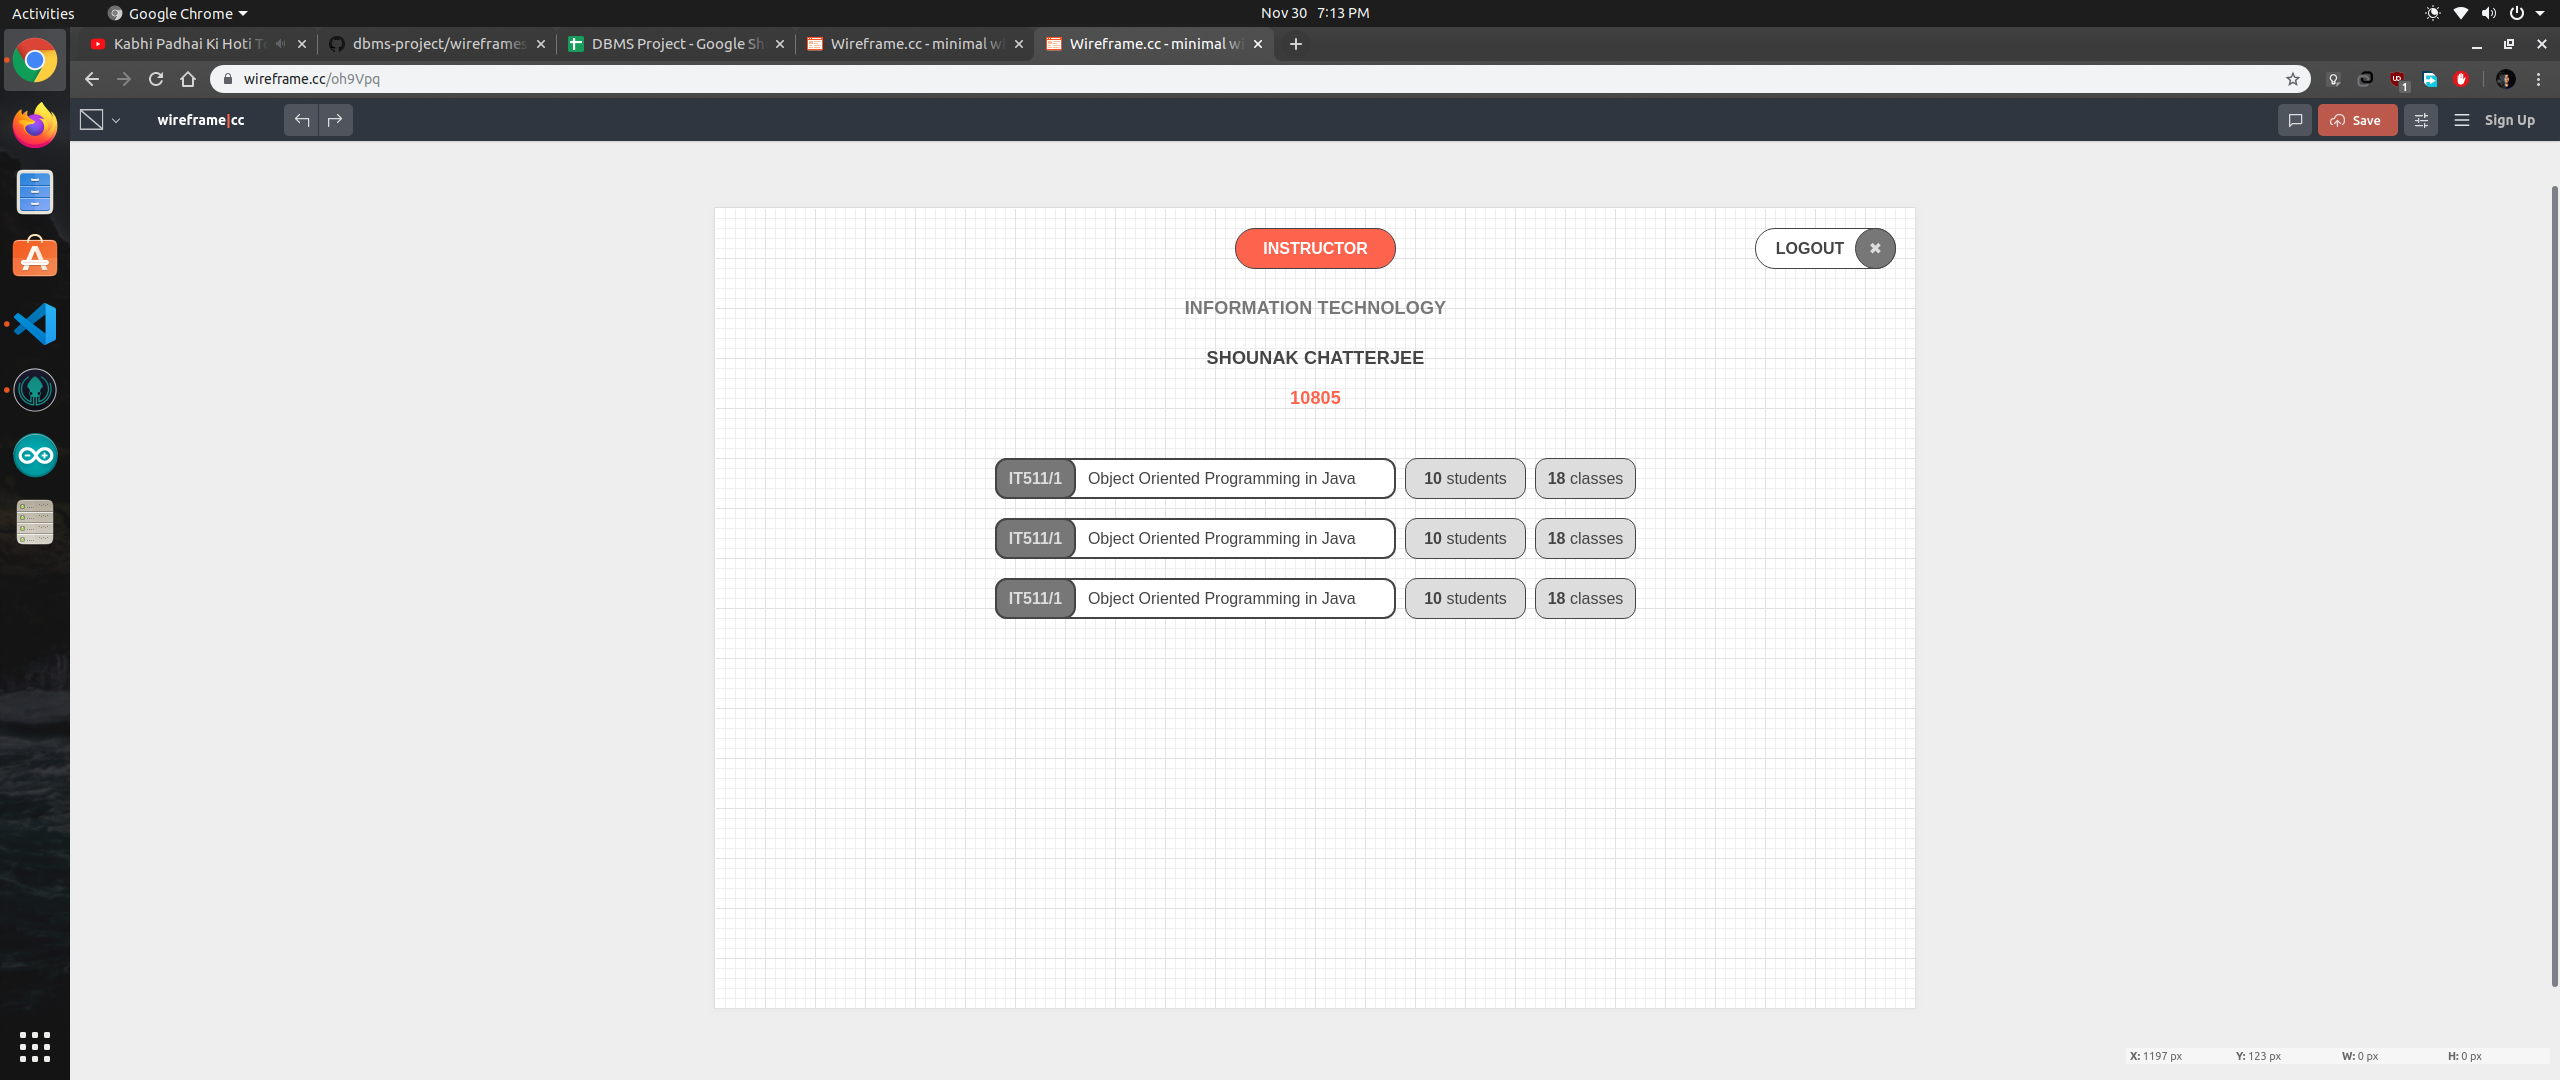 Activities Google Chrome Nov 30 7:13 PM
Kabhi Padhai Ki Hoti dbms-project/wireframes DBMS Project - Google Sh Wireframe.cc - minimal wi Wireframe.cc - minimal wi
wireframe.cc/oh9Vpq
1
wireframe|cc Save Sign Up
INSTRUCTOR LOGOUT
INFORMATION TECHNOLOGY
SHOUNAK CHATTERJEE
10805
IT511/1 Object Oriented Programming in Java 10 students 18 classes
IT511/1 Object Oriented Programming in Java 10 students 18 classes
IT511/1 Object Oriented Programming in Java 10 students 18 classes
X: 1197 px Y: 123 px W: 0 px H: 0 px